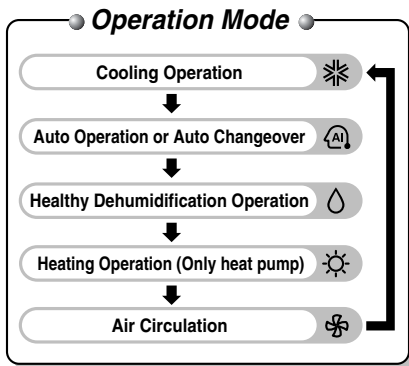 Operation Mode
Cooling Operation
Auto Operation or Auto Changeover
AI
Healthy Dehumidification Operation
Heating Operation (Only heat pump)
Air Circulation